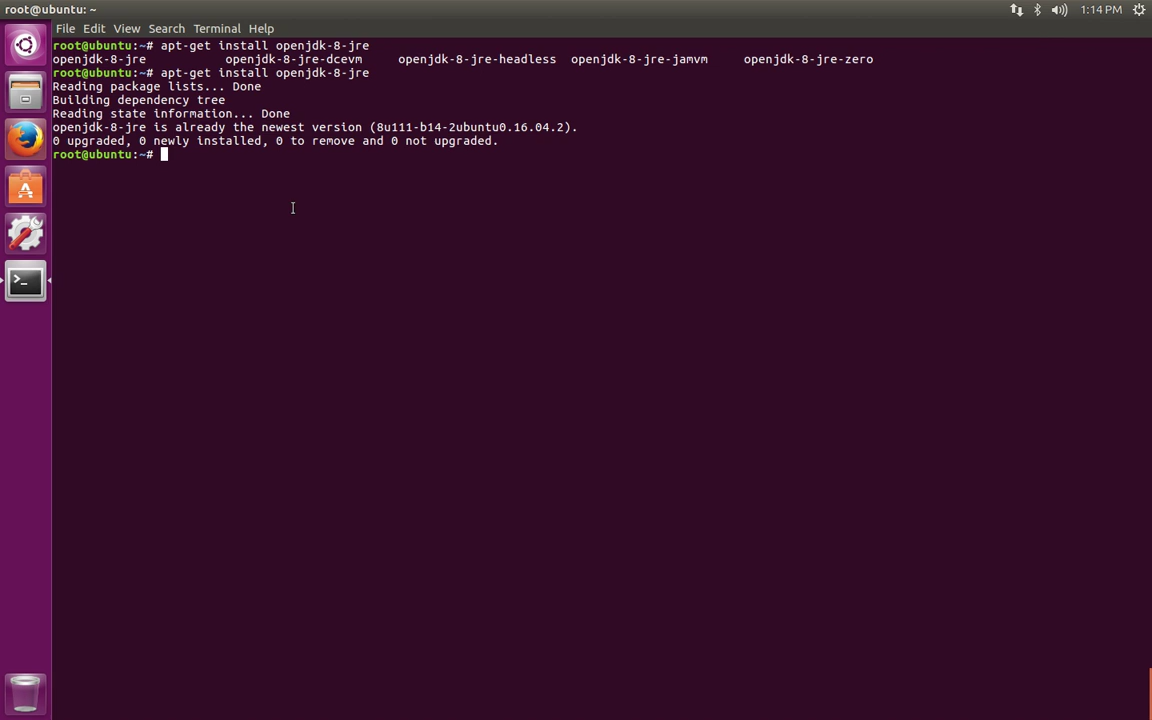 root@ubuntu: ~
1:14 PM
File Edit View Search Terminal Help
root@ubuntu:~# apt-get install openjdk-8-jre
openjdk-8-jre openjdk-8-jre-dcevm openjdk-8-jre-headless openjdk-8-jre-jamvm openjdk-8-jre-zero
root@ubuntu:~# apt-get install openjdk-8-jre
Reading package lists... Done
Building dependency tree
Reading state information... Done
openjdk-8-jre is already the newest version (8u111-b14-2ubuntu0.16.04.2).
0 upgraded, 0 newly installed, 0 to remove and 0 not upgraded.
root@ubuntu:~#